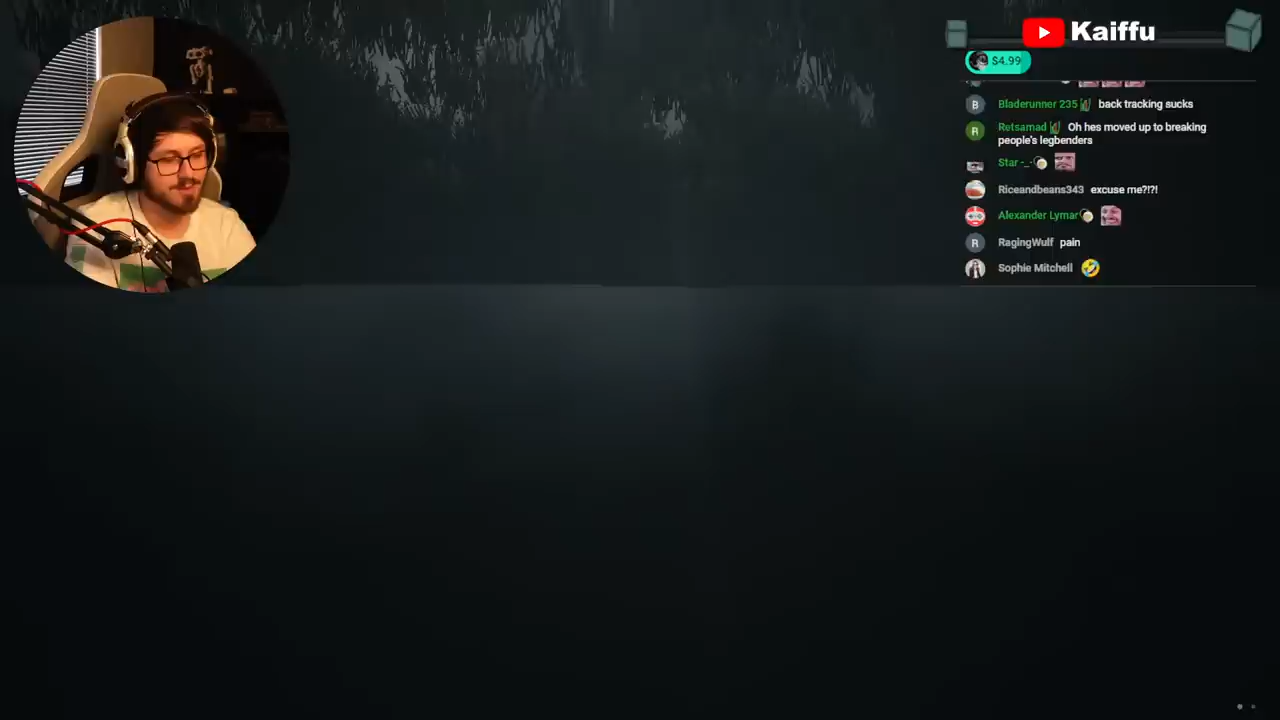 Kaiffu
$4.99
Bladerunner 235 back tracking sucks
Retsamad Oh hes moved up to breaking
people's legbenders
Star -_-
Riceandbeans343 excuse me?!?!
Alexander Lymar
RagingWulf pain
Sophie Mitchell 🤣